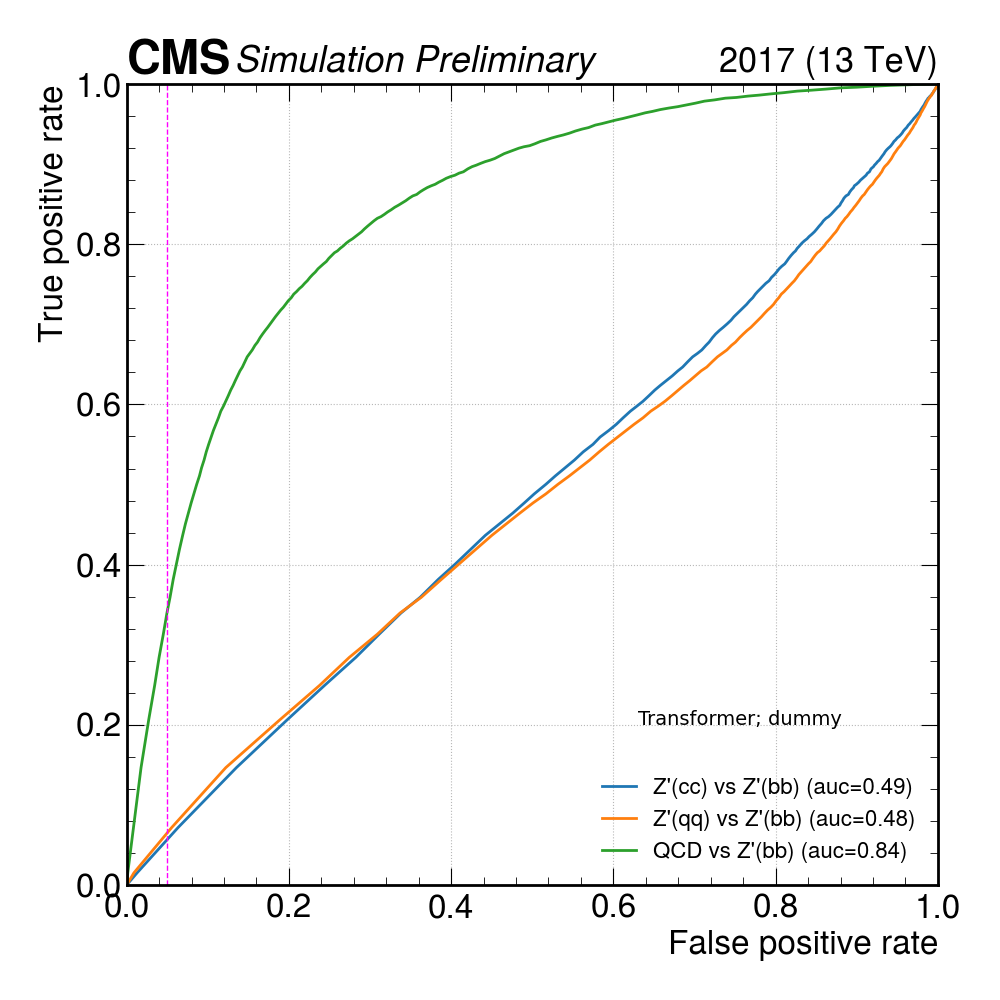 CMS Simulation Preliminary 2017 (13 TeV)
True positive rate
1.0
0.8
0.6
0.4
0.2
0.0
Transformer; dummy
Z'(cc) vs Z'(bb) (auc=0.49)
Z'(qq) vs Z'(bb) (auc=0.48)
QCD vs Z'(bb) (auc=0.84)
0.0 0.2 0.4 0.6 0.8 1.0
False positive rate